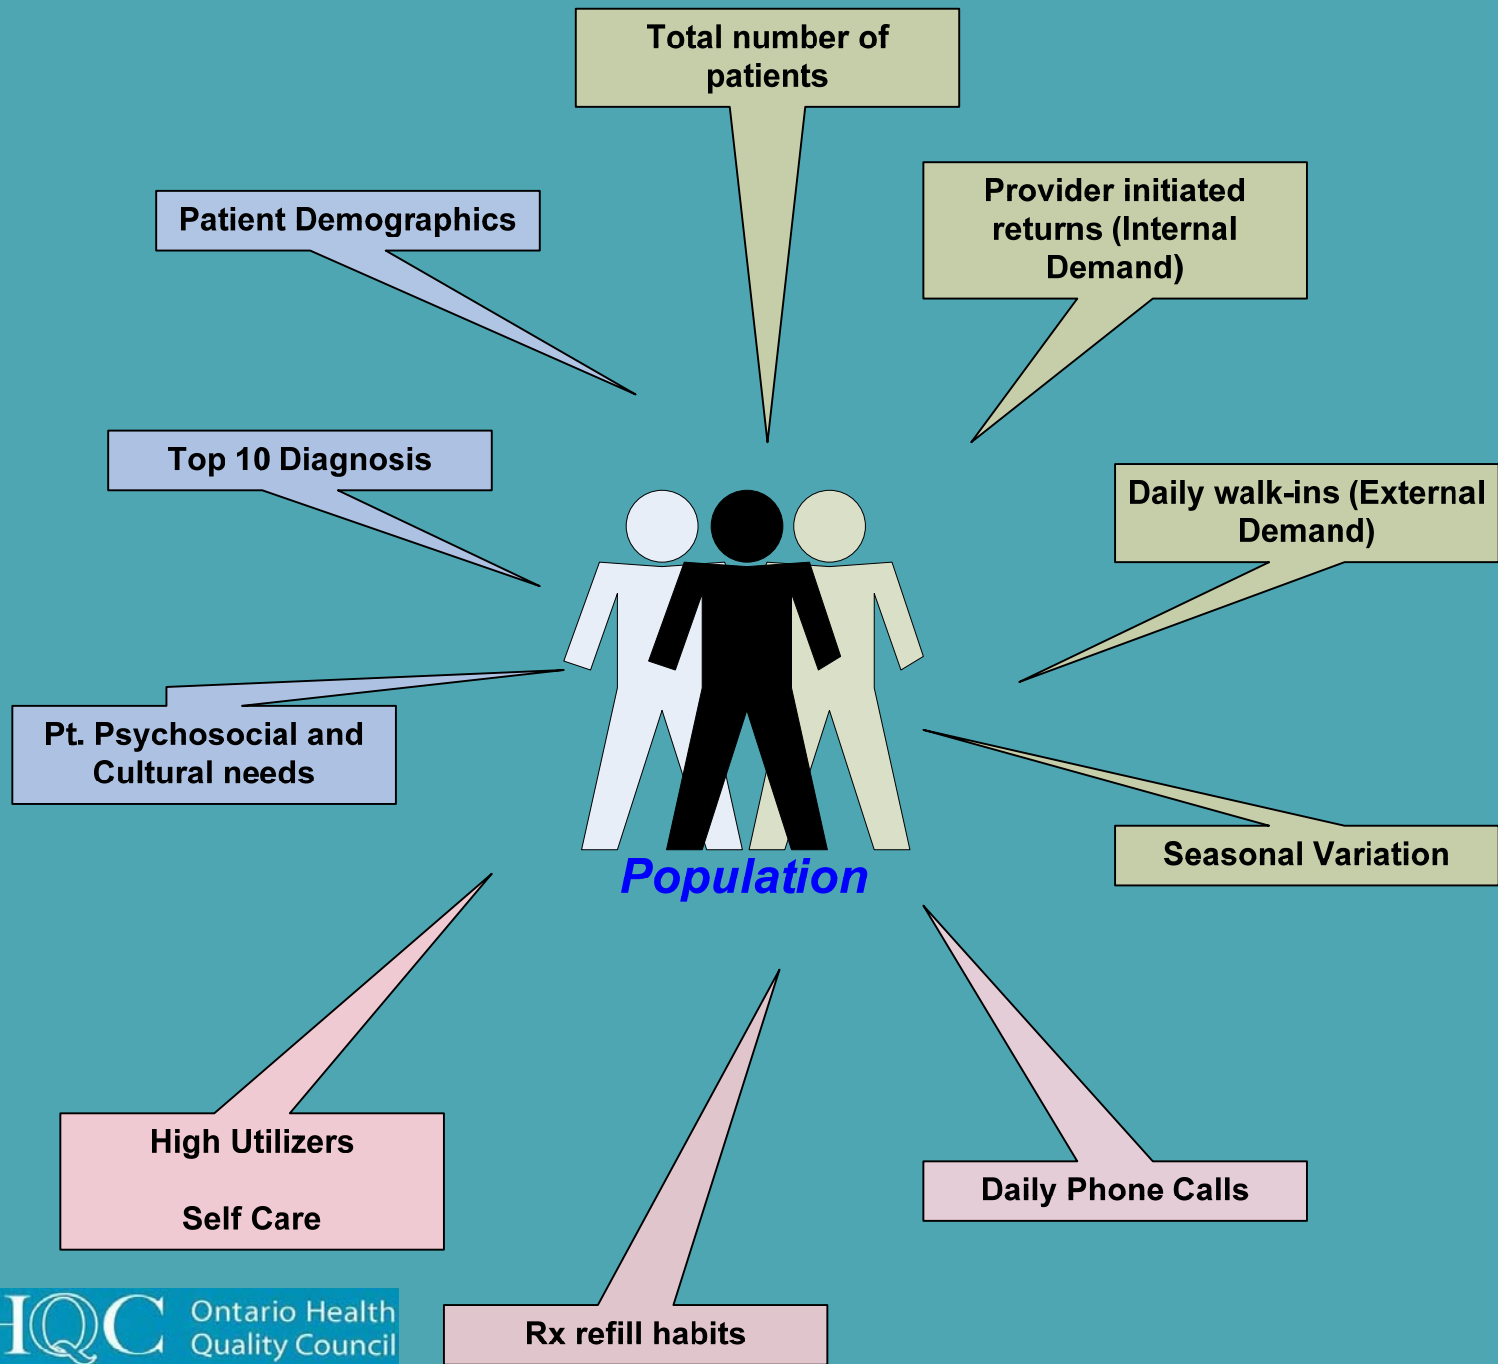 Total number of
patients
Provider initiated
returns (Internal
Demand)
Patient Demographics
Top 10 Diagnosis
Daily walk-ins (External
Demand)
Pt. Psychosocial and
Cultural needs
Seasonal Variation
Population
High Utilizers
Self Care
Daily Phone Calls
Rx refill habits
HQC
Ontario Health
Quality Council